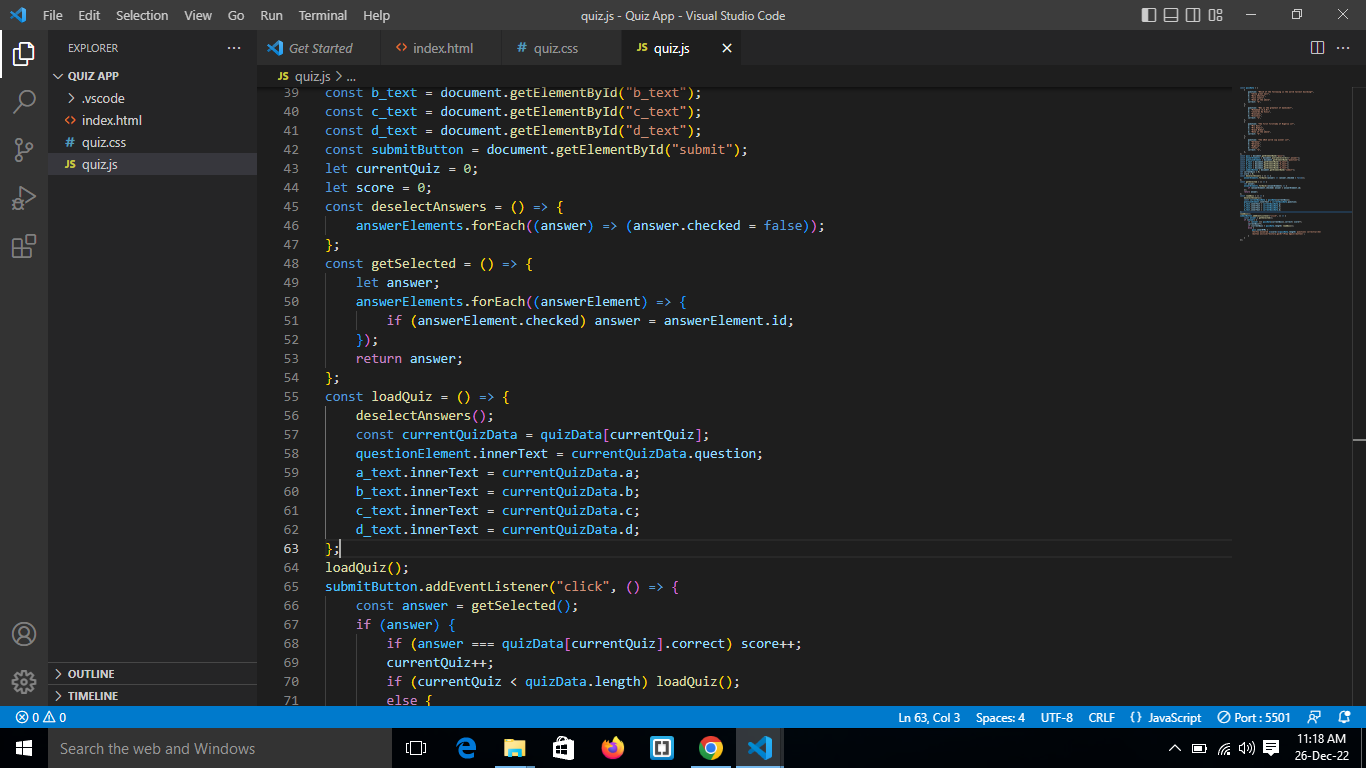 File Edit Selection View Go Run Terminal Help quiz.js - Quiz App - Visual Studio Code
EXPLORER
Get Started index.html quiz.css JS quiz.js
QUIZ APP
.vscode
index.html
quiz.css
JS quiz.js
OUTLINE
TIMELINE
JS quiz.js > ...
39 const b_text = document.getElementById("b_text");
40 const c_text = document.getElementById("c_text");
41 const d_text = document.getElementById("d_text");
42 const submitButton = document.getElementById("submit");
43 let currentQuiz = 0;
44 let score = 0;
45 const deselectAnswers = () => {
46     answerElements.forEach((answer) => (answer.checked = false));
47 };
48 const getSelected = () => {
49     let answer;
50     answerElements.forEach((answerElement) => {
51         if (answerElement.checked) answer = answerElement.id;
52     });
53     return answer;
54 };
55 const loadQuiz = () => {
56     deselectAnswers();
57     const currentQuizData = quizData[currentQuiz];
58     questionElement.innerText = currentQuizData.question;
59     a_text.innerText = currentQuizData.a;
60     b_text.innerText = currentQuizData.b;
61     c_text.innerText = currentQuizData.c;
62     d_text.innerText = currentQuizData.d;
63 };
64 loadQuiz();
65 submitButton.addEventListener("click", () => {
66     const answer = getSelected();
67     if (answer) {
68         if (answer === quizData[currentQuiz].correct) score++;
69         currentQuiz++;
70         if (currentQuiz < quizData.length) loadQuiz();
71         else {
0 0 Ln 63, Col 3 Spaces: 4 UTF-8 CRLF {} JavaScript Port : 5501
Search the web and Windows
11:18 AM
26-Dec-22